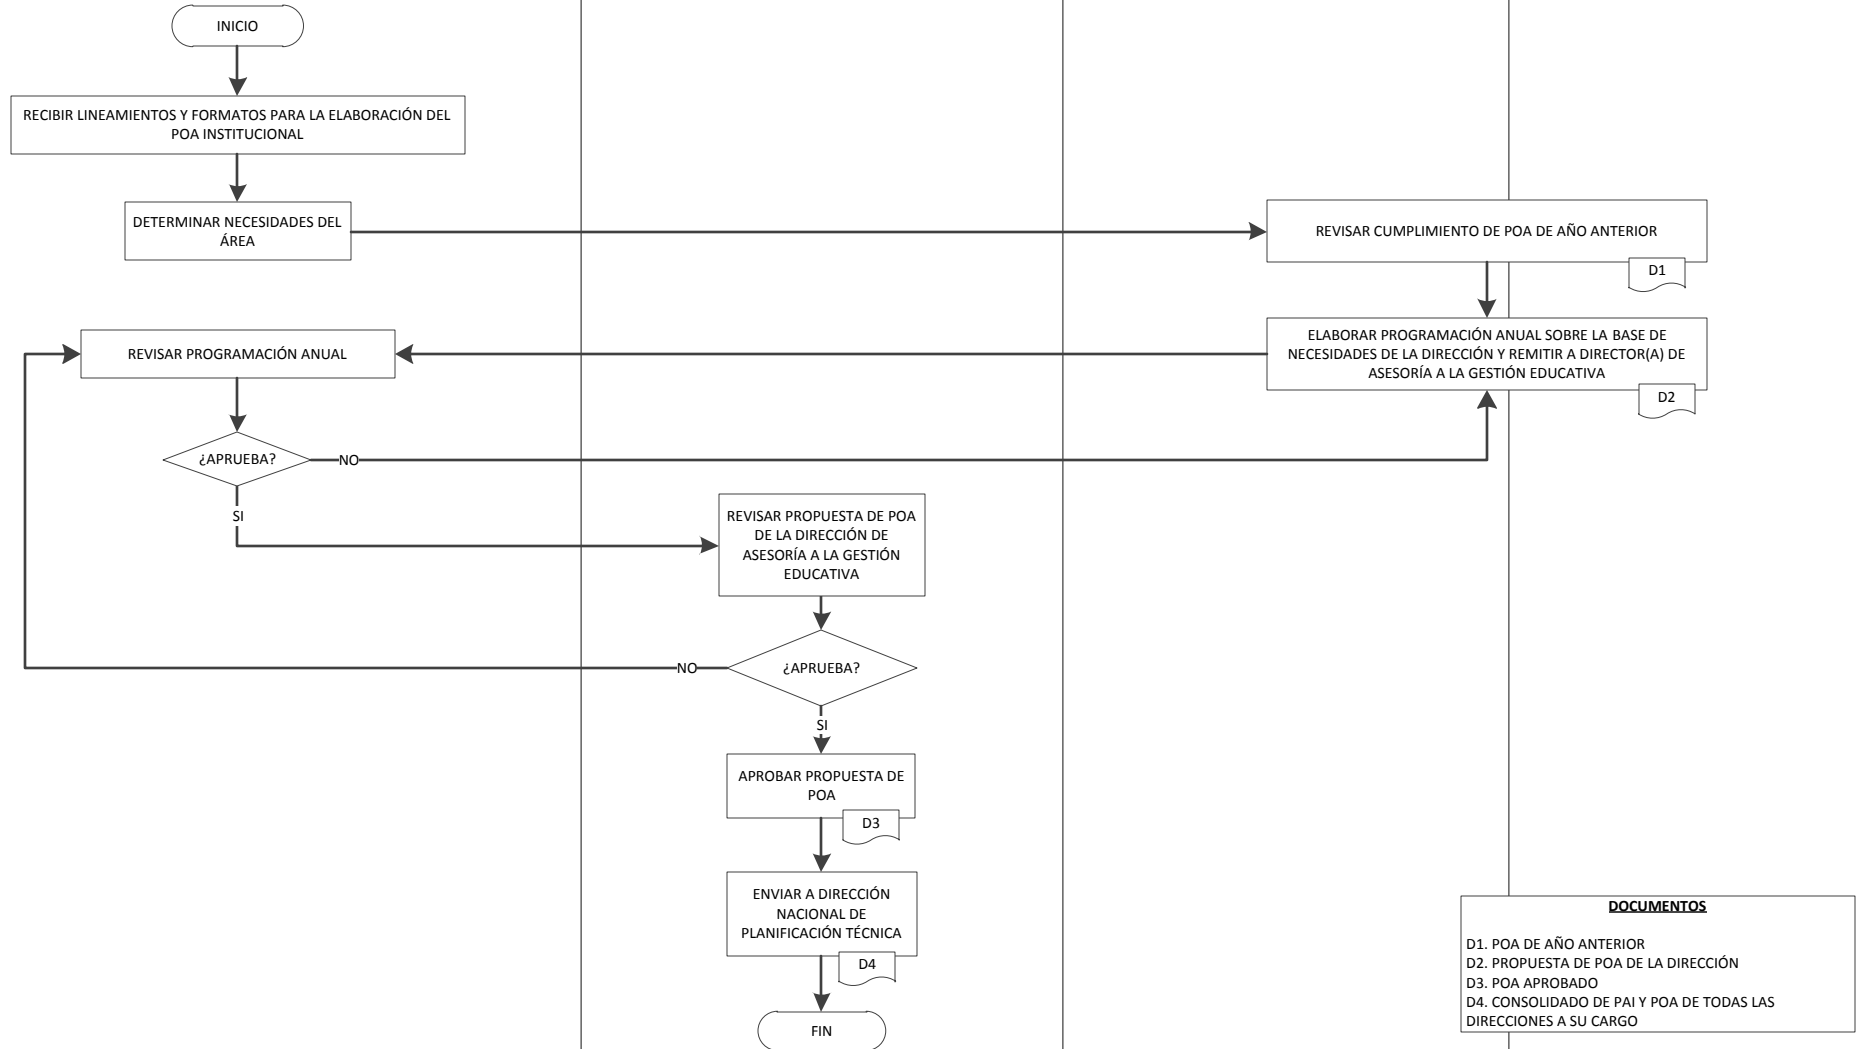 INICIO
RECIBIR LINEAMIENTOS Y FORMATOS PARA LA ELABORACIÓN DEL
POA INSTITUCIONAL
DETERMINAR NECESIDADES DEL
ÁREA
REVISAR CUMPLIMIENTO DE POA DE AÑO ANTERIOR
D1
ELABORAR PROGRAMACIÓN ANUAL SOBRE LA BASE DE
NECESIDADES DE LA DIRECCIÓN Y REMITIR A DIRECTOR(A) DE
ASESORÍA A LA GESTIÓN EDUCATIVA
D2
REVISAR PROGRAMACIÓN ANUAL
¿APRUEBA?
NO
SI
REVISAR PROPUESTA DE POA
DE LA DIRECCIÓN DE
ASESORÍA A LA GESTIÓN
EDUCATIVA
¿APRUEBA?
NO
SI
APROBAR PROPUESTA DE
POA
D3
ENVIAR A DIRECCIÓN
NACIONAL DE
PLANIFICACIÓN TÉCNICA
D4
FIN
DOCUMENTOS
D1. POA DE AÑO ANTERIOR
D2. PROPUESTA DE POA DE LA DIRECCIÓN
D3. POA APROBADO
D4. CONSOLIDADO DE PAI Y POA DE TODAS LAS
DIRECCIONES A SU CARGO